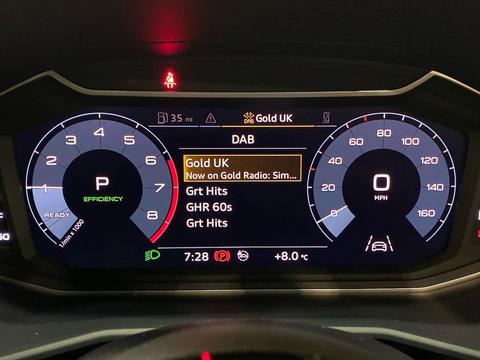 35 mi
DAB
Gold UK
DAB
Gold UK
Now on Gold Radio: Sim...
Grt Hits
GHR 60s
Grt Hits
1 2 3 4 5 6 7 8
P
EFFICIENCY
READY
1/min x 1000
0 20 40 60 80 100 120 140 160
0
MPH
7:28
P
+8.0 °C